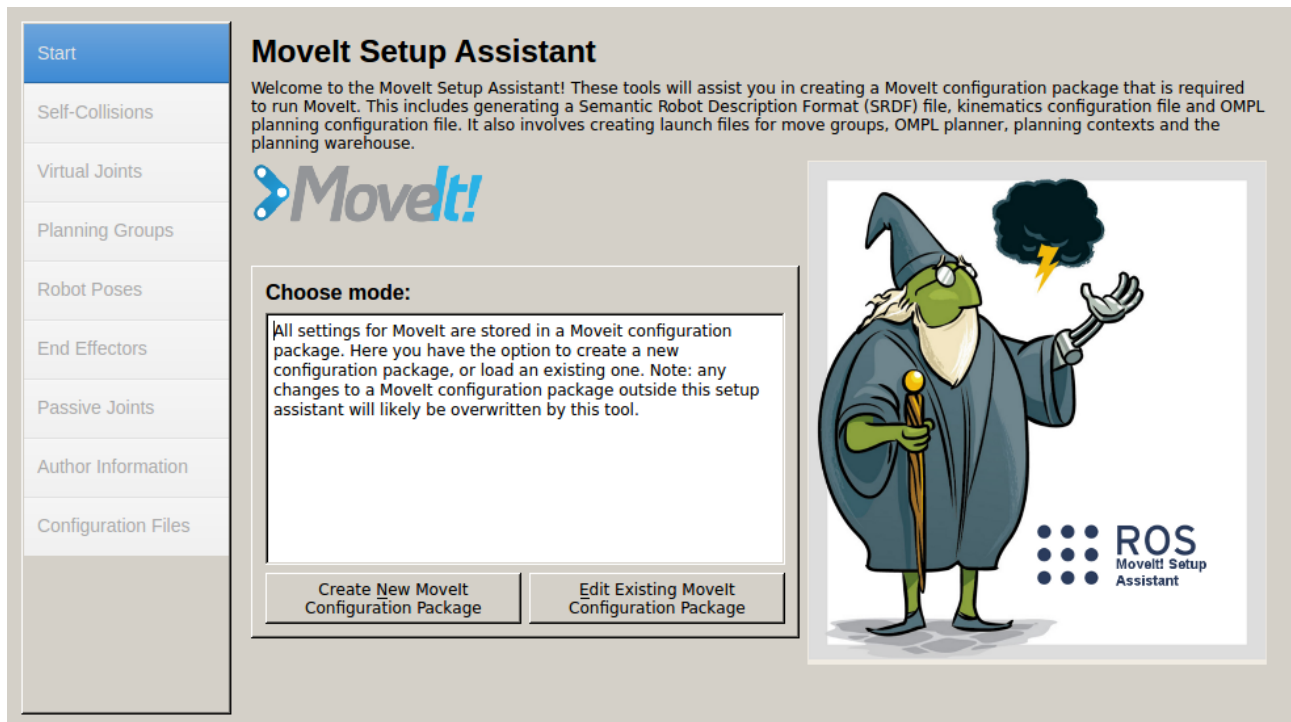 Start
Self-Collisions
Virtual Joints
Planning Groups
Robot Poses
End Effectors
Passive Joints
Author Information
Configuration Files
MoveIt Setup Assistant
Welcome to the MoveIt Setup Assistant! These tools will assist you in creating a MoveIt configuration package that is required
to run MoveIt. This includes generating a Semantic Robot Description Format (SRDF) file, kinematics configuration file and OMPL
planning configuration file. It also involves creating launch files for move groups, OMPL planner, planning contexts and the
planning warehouse.
MoveIt!
Choose mode:
All settings for MoveIt are stored in a Moveit configuration
package. Here you have the option to create a new
configuration package, or load an existing one. Note: any
changes to a MoveIt configuration package outside this setup
assistant will likely be overwritten by this tool.
Create New MoveIt
Configuration Package
Edit Existing MoveIt
Configuration Package
ROS
MoveIt! Setup
Assistant